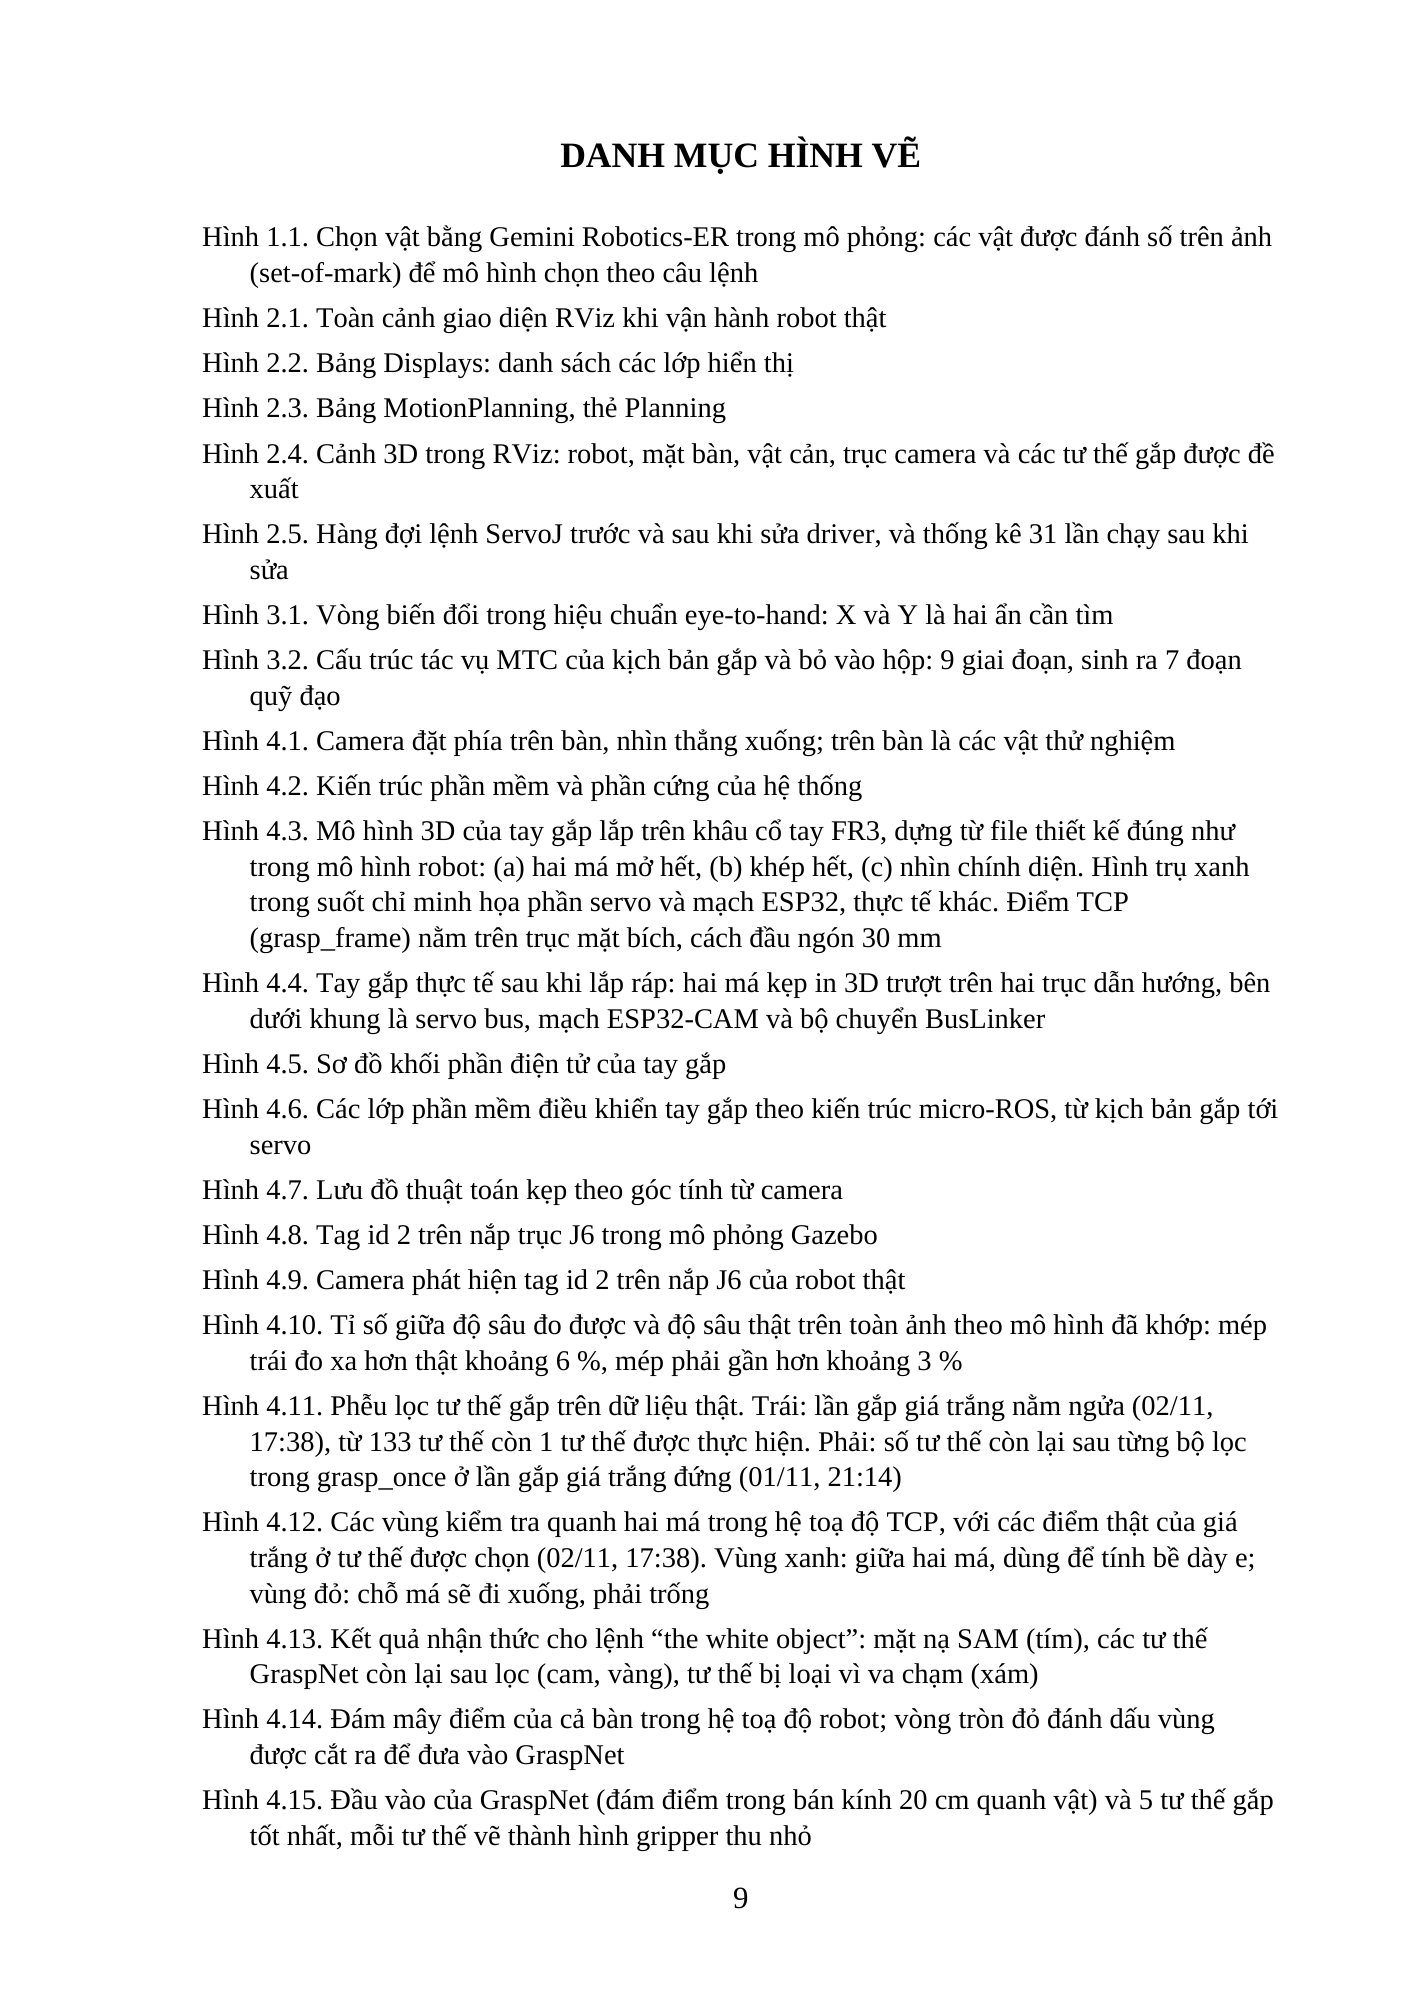 DANH MỤC HÌNH VẼ
Hình 1.1. Chọn vật bằng Gemini Robotics-ER trong mô phỏng: các vật được đánh số trên ảnh
(set-of-mark) để mô hình chọn theo câu lệnh
Hình 2.1. Toàn cảnh giao diện RViz khi vận hành robot thật
Hình 2.2. Bảng Displays: danh sách các lớp hiển thị
Hình 2.3. Bảng MotionPlanning, thẻ Planning
Hình 2.4. Cảnh 3D trong RViz: robot, mặt bàn, vật cản, trục camera và các tư thế gắp được đề
xuất
Hình 2.5. Hàng đợi lệnh ServoJ trước và sau khi sửa driver, và thống kê 31 lần chạy sau khi
sửa
Hình 3.1. Vòng biến đổi trong hiệu chuẩn eye-to-hand: X và Y là hai ẩn cần tìm
Hình 3.2. Cấu trúc tác vụ MTC của kịch bản gắp và bỏ vào hộp: 9 giai đoạn, sinh ra 7 đoạn
quỹ đạo
Hình 4.1. Camera đặt phía trên bàn, nhìn thẳng xuống; trên bàn là các vật thử nghiệm
Hình 4.2. Kiến trúc phần mềm và phần cứng của hệ thống
Hình 4.3. Mô hình 3D của tay gắp lắp trên khâu cổ tay FR3, dựng từ file thiết kế đúng như
trong mô hình robot: (a) hai má mở hết, (b) khép hết, (c) nhìn chính diện. Hình trụ xanh
trong suốt chỉ minh họa phần servo và mạch ESP32, thực tế khác. Điểm TCP
(grasp_frame) nằm trên trục mặt bích, cách đầu ngón 30 mm
Hình 4.4. Tay gắp thực tế sau khi lắp ráp: hai má kẹp in 3D trượt trên hai trục dẫn hướng, bên
dưới khung là servo bus, mạch ESP32-CAM và bộ chuyển BusLinker
Hình 4.5. Sơ đồ khối phần điện tử của tay gắp
Hình 4.6. Các lớp phần mềm điều khiển tay gắp theo kiến trúc micro-ROS, từ kịch bản gắp tới
servo
Hình 4.7. Lưu đồ thuật toán kẹp theo góc tính từ camera
Hình 4.8. Tag id 2 trên nắp trục J6 trong mô phỏng Gazebo
Hình 4.9. Camera phát hiện tag id 2 trên nắp J6 của robot thật
Hình 4.10. Tỉ số giữa độ sâu đo được và độ sâu thật trên toàn ảnh theo mô hình đã khớp: mép
trái đo xa hơn thật khoảng 6 %, mép phải gần hơn khoảng 3 %
Hình 4.11. Phễu lọc tư thế gắp trên dữ liệu thật. Trái: lần gắp giá trắng nằm ngửa (02/11,
17:38), từ 133 tư thế còn 1 tư thế được thực hiện. Phải: số tư thế còn lại sau từng bộ lọc
trong grasp_once ở lần gắp giá trắng đứng (01/11, 21:14)
Hình 4.12. Các vùng kiểm tra quanh hai má trong hệ toạ độ TCP, với các điểm thật của giá
trắng ở tư thế được chọn (02/11, 17:38). Vùng xanh: giữa hai má, dùng để tính bề dày e;
vùng đỏ: chỗ má sẽ đi xuống, phải trống
Hình 4.13. Kết quả nhận thức cho lệnh “the white object”: mặt nạ SAM (tím), các tư thế
GraspNet còn lại sau lọc (cam, vàng), tư thế bị loại vì va chạm (xám)
Hình 4.14. Đám mây điểm của cả bàn trong hệ toạ độ robot; vòng tròn đỏ đánh dấu vùng
được cắt ra để đưa vào GraspNet
Hình 4.15. Đầu vào của GraspNet (đám điểm trong bán kính 20 cm quanh vật) và 5 tư thế gắp
tốt nhất, mỗi tư thế vẽ thành hình gripper thu nhỏ
9